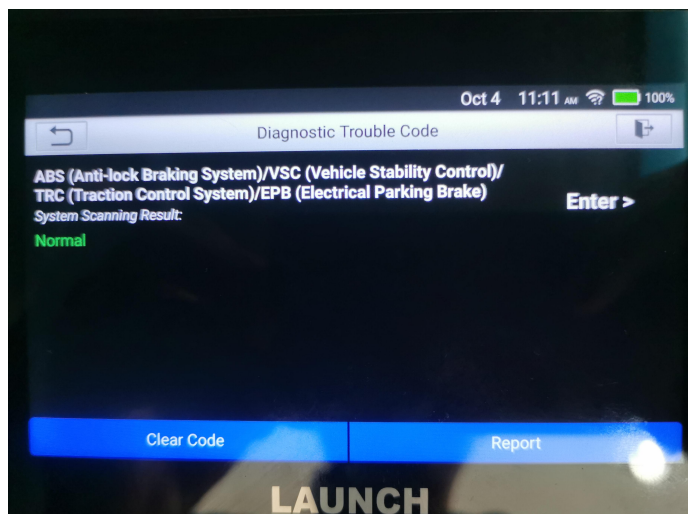 Oct 4 11:11 AM 100%
Diagnostic Trouble Code
ABS (Anti-lock Braking System)/VSC (Vehicle Stability Control)/
TRC (Traction Control System)/EPB (Electrical Parking Brake)
Enter >
System Scanning Result:
Normal
Clear Code Report
LAUNCH